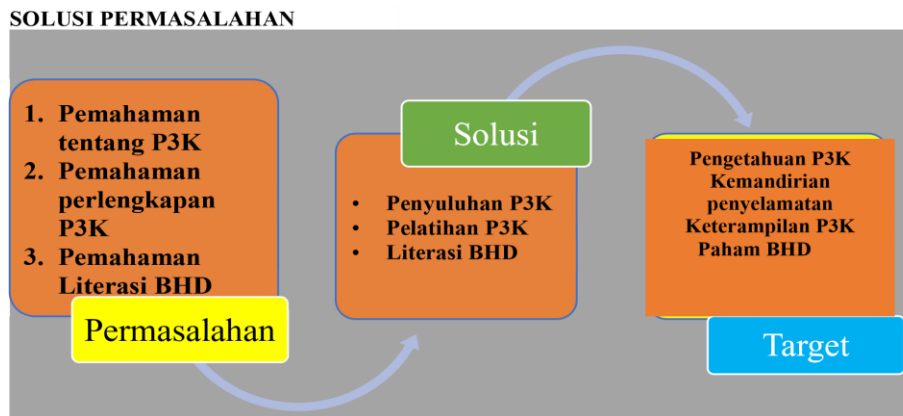 SOLUSI PERMASALAHAN
1. Pemahaman
tentang P3K
2. Pemahaman
perlengkapan
P3K
3. Pemahaman
Literasi BHD
Permasalahan
Solusi
• Penyuluhan P3K
• Pelatihan P3K
• Literasi BHD
Pengetahuan P3K
Kemandirian
penyelamatan
Keterampilan P3K
Paham BHD
Target